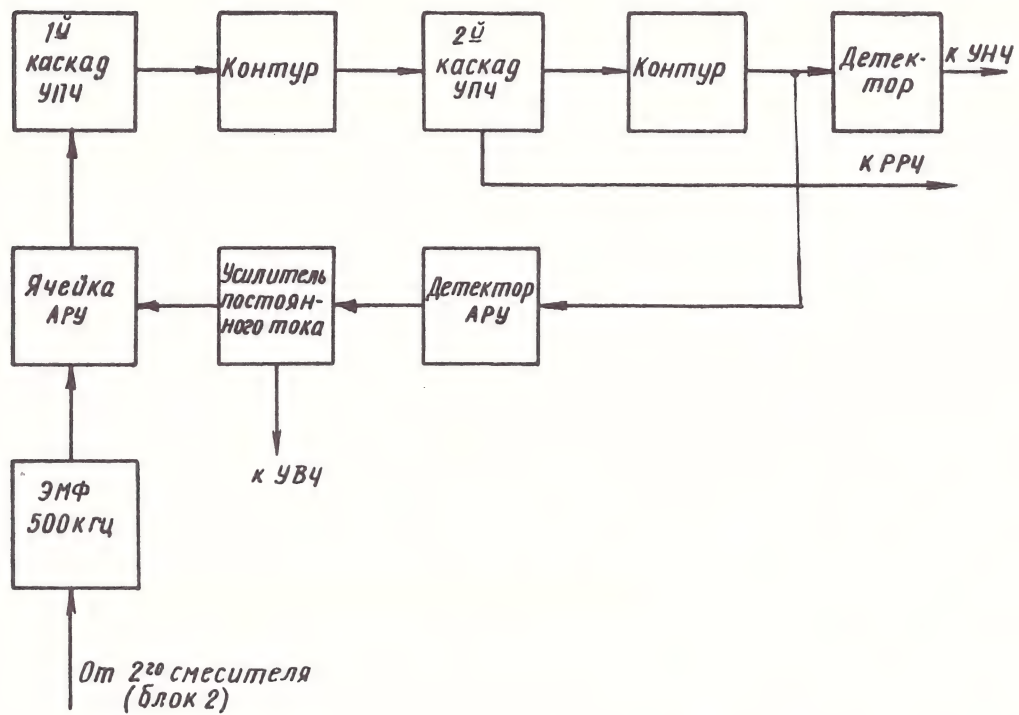 1й
каскад
УПЧ
Контур
2й
каскад
УПЧ
Контур
Детек-
тор
к УНЧ
к РРЧ
Ячейка
АРУ
Усилитель
постоян-
ного тока
Детектор
АРУ
к УВЧ
ЭМФ
500кгц
От 2го смесителя
(блок 2)